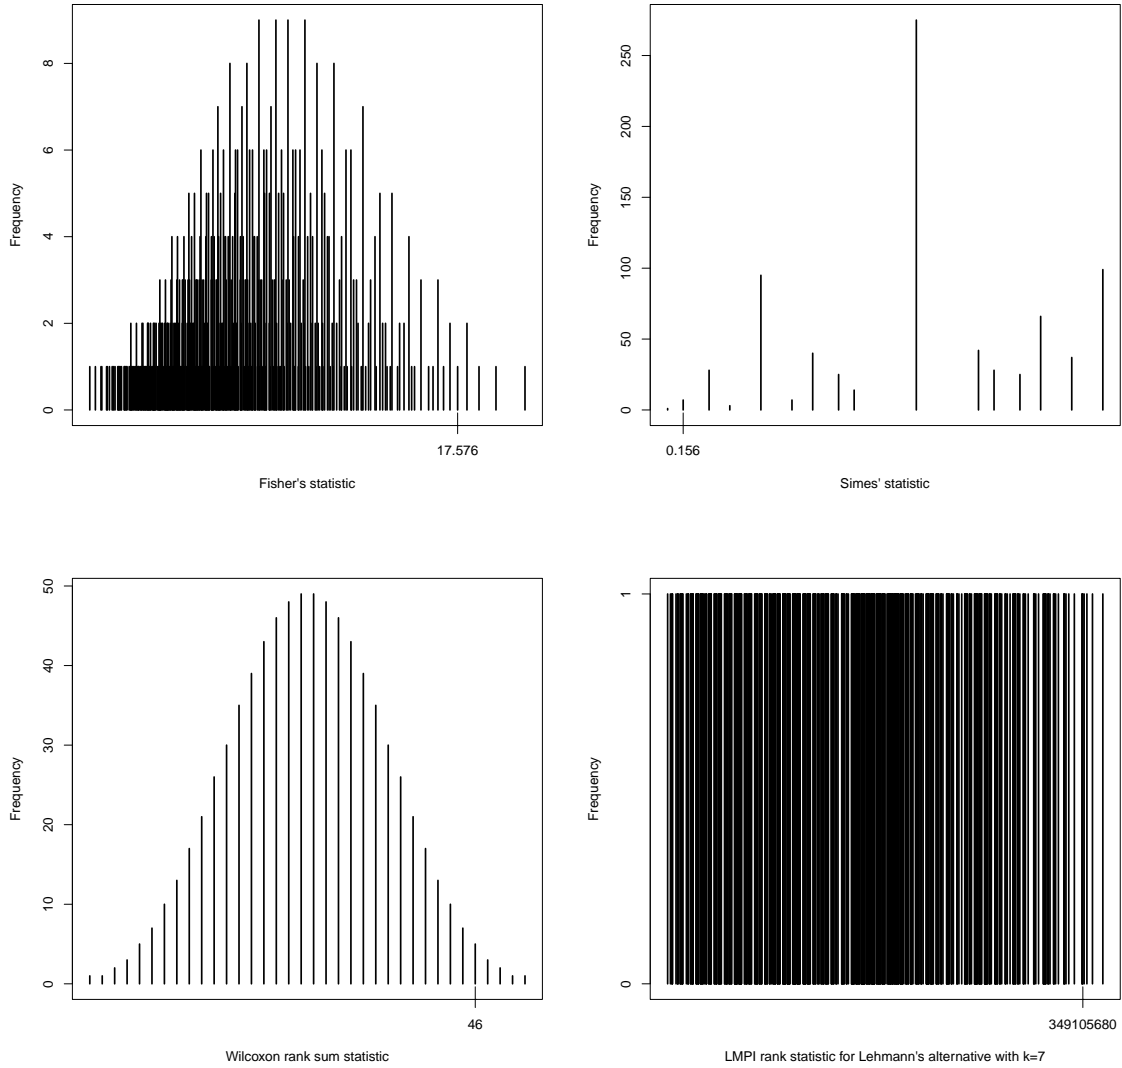 Frequency
8
6
4
2
0
17.576
Fisher's statistic
Frequency
250
200
150
100
50
0
0.156
Simes' statistic
Frequency
50
40
30
20
10
0
46
Wilcoxon rank sum statistic
Frequency
1
0
349105680
LMPI rank statistic for Lehmann's alternative with k=7